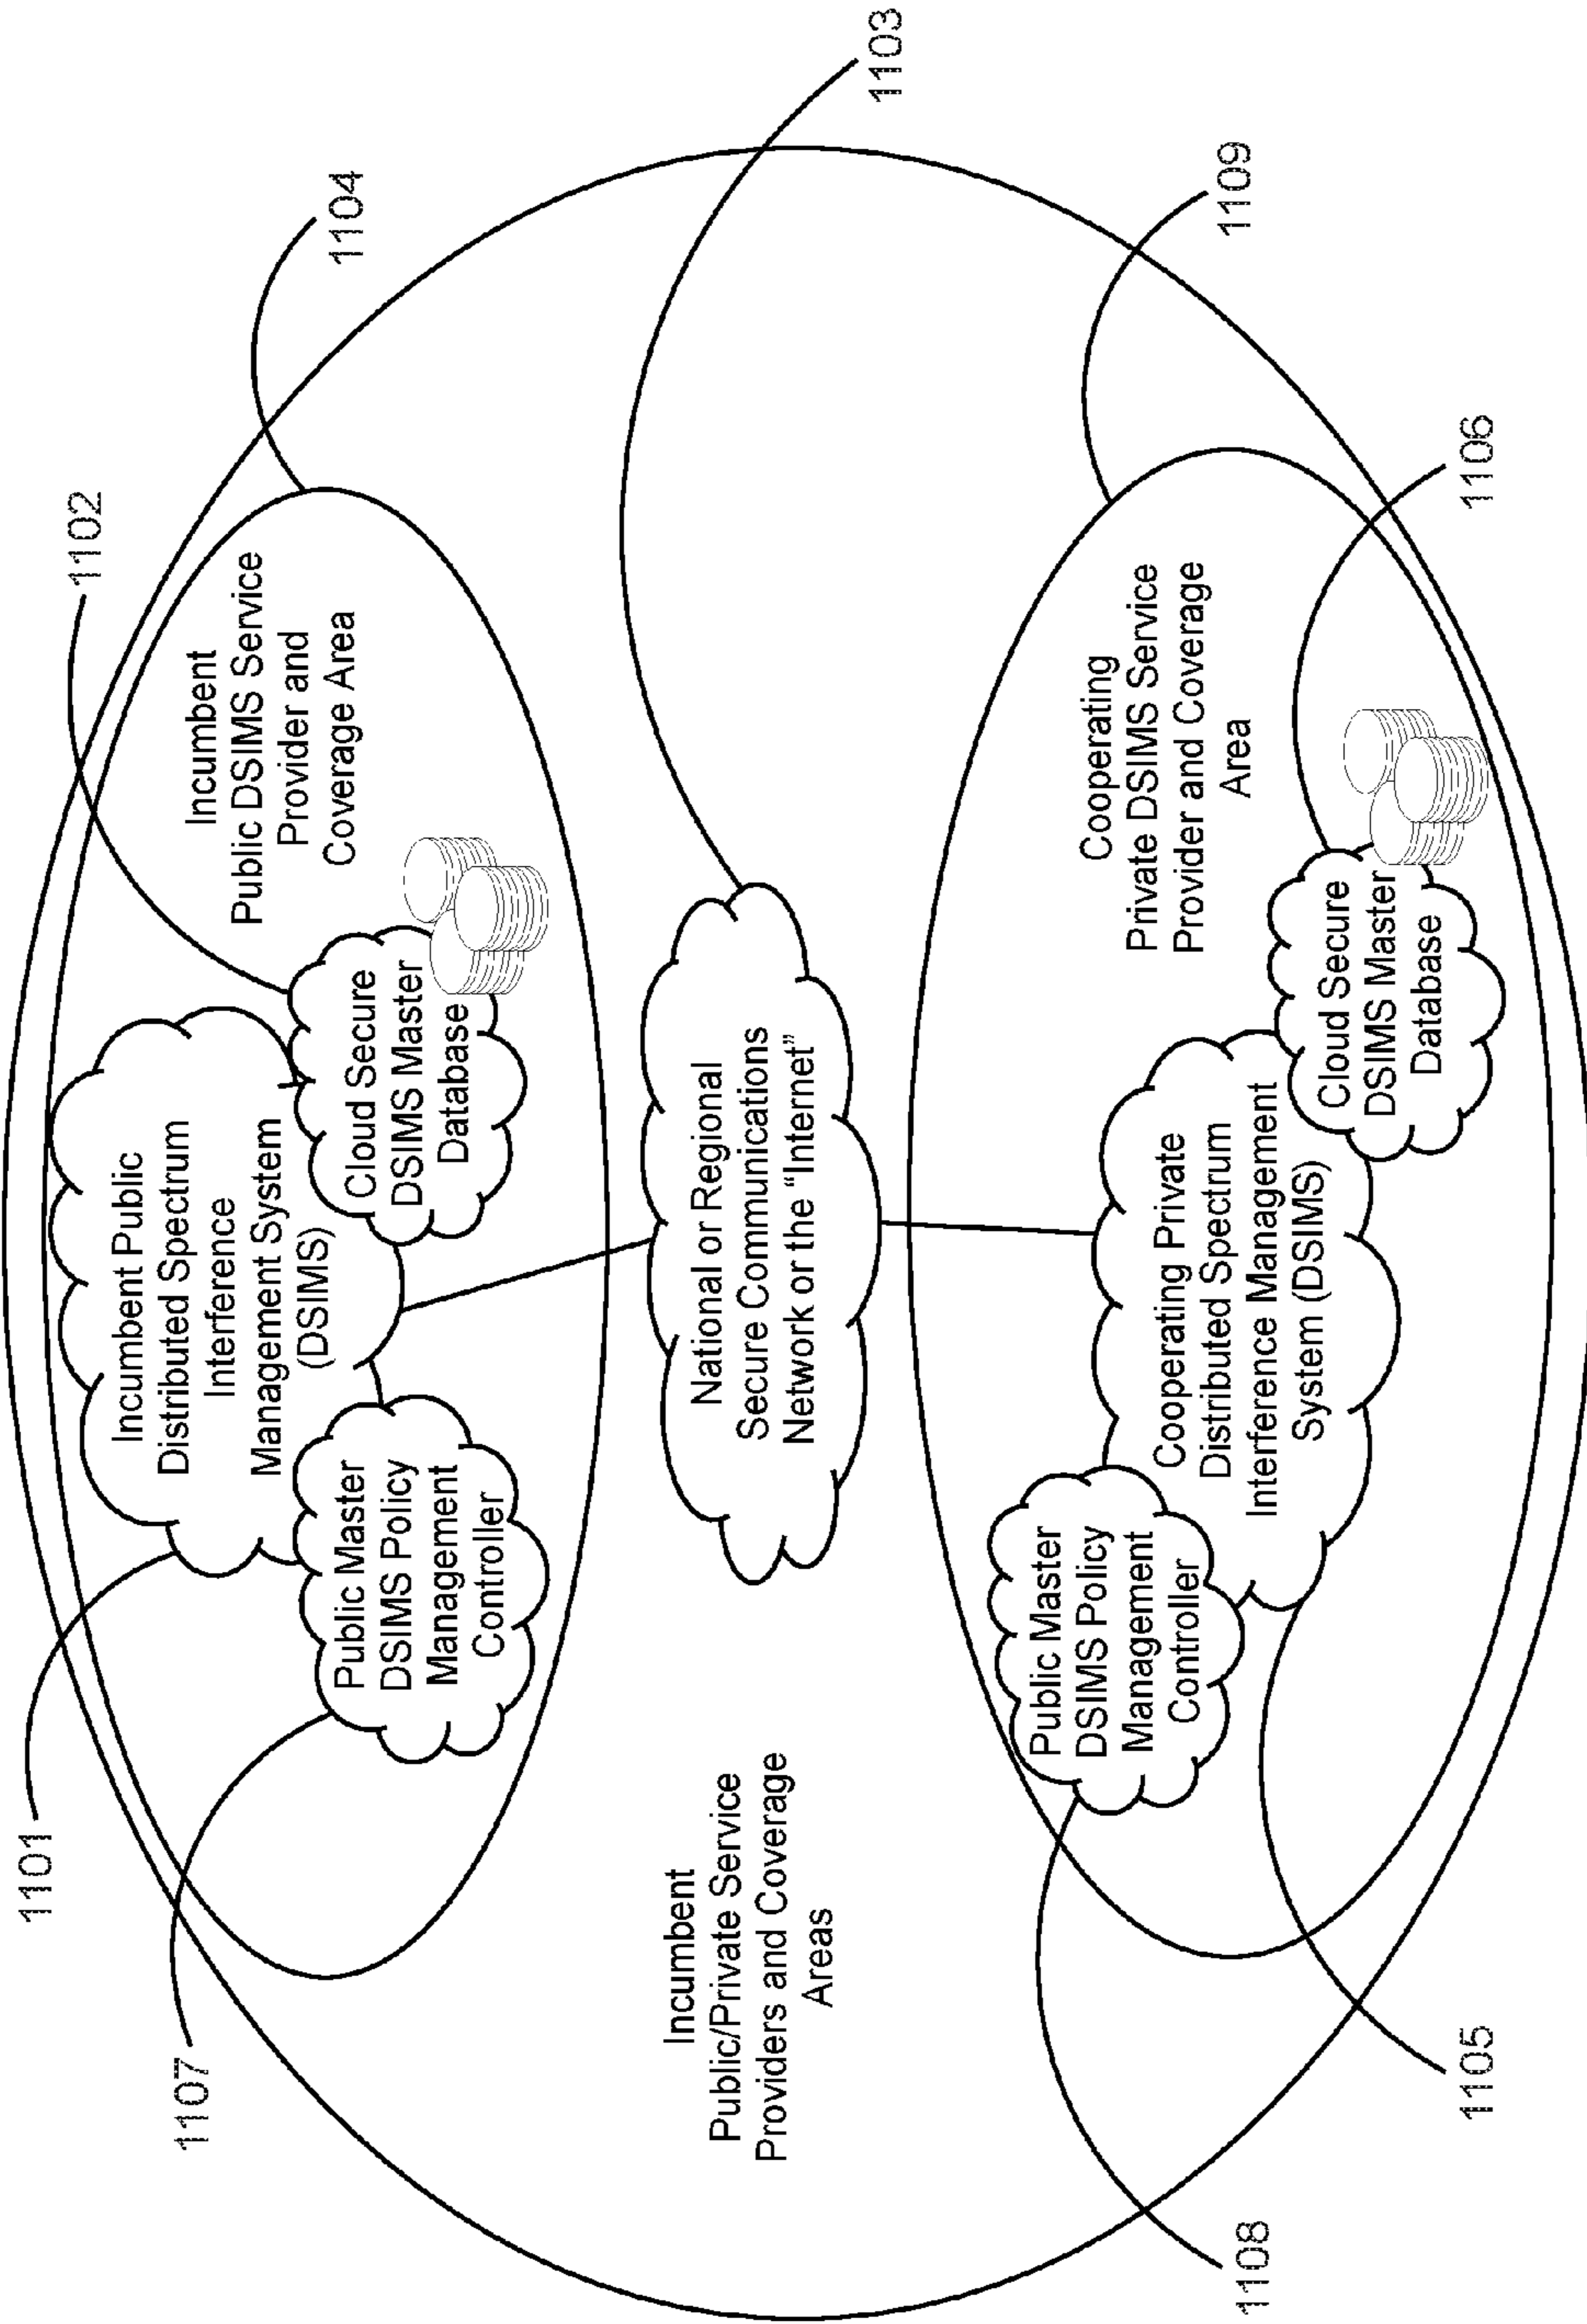 1101
1102
1104
1107
Incumbent Public
Distributed Spectrum
Interference
Management System
(DSIMS)
Incumbent
Public DSIMS Service
Provider and
Coverage Area
Public Master
DSIMS Policy
Management
Controller
Cloud Secure
DSIMS Master
Database
Incumbent
Public/Private Service
Providers and Coverage
Areas
National or Regional
Secure Communications
Network or the “Internet”
1103
Public Master
DSIMS Policy
Management
Controller
Cooperating Private
Distributed Spectrum
Interference Management
System (DSIMS)
Cooperating
Private DSIMS Service
Provider and Coverage
Area
Cloud Secure
DSIMS Master
Database
1109
1108
1105
1106